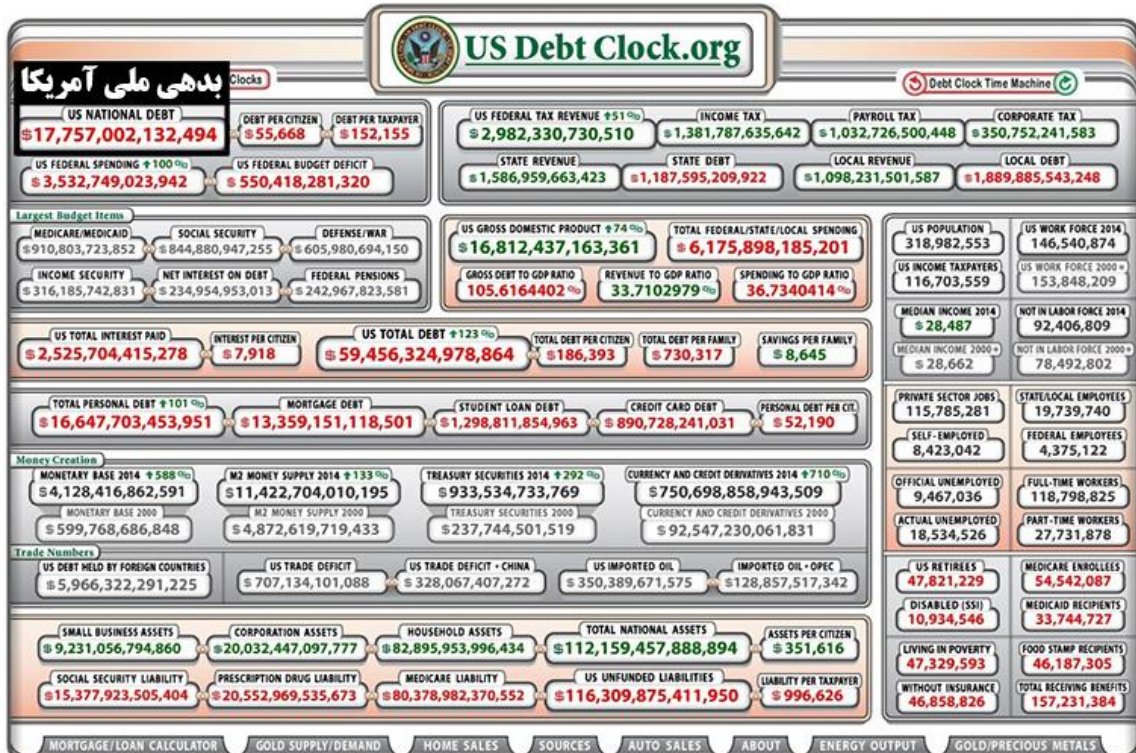 US Debt Clock.org
بدهی ملی آمریکا
Clocks
Debt Clock Time Machine
US NATIONAL DEBT
$17,757,002,132,494
DEBT PER CITIZEN
$55,668
DEBT PER TAXPAYER
$152,155
US FEDERAL SPENDING ↑100%
$3,532,749,023,942
US FEDERAL BUDGET DEFICIT
$550,418,281,320
US FEDERAL TAX REVENUE ↑51%
$2,982,330,730,510
INCOME TAX
$1,381,787,635,642
PAYROLL TAX
$1,032,726,500,448
CORPORATE TAX
$350,752,241,583
STATE REVENUE
$1,586,959,663,423
STATE DEBT
$1,187,595,209,922
LOCAL REVENUE
$1,098,231,501,587
LOCAL DEBT
$1,889,885,543,248
Largest Budget Items
MEDICARE/MEDICAID
$910,803,723,852
SOCIAL SECURITY
$844,880,947,255
DEFENSE/WAR
$605,980,694,150
INCOME SECURITY
$316,185,742,831
NET INTEREST ON DEBT
$234,954,953,013
FEDERAL PENSIONS
$242,967,823,581
US GROSS DOMESTIC PRODUCT ↑74%
$16,812,437,163,361
TOTAL FEDERAL/STATE/LOCAL SPENDING
$6,175,898,185,201
GROSS DEBT TO GDP RATIO
105.6164402%
REVENUE TO GDP RATIO
33.7102979%
SPENDING TO GDP RATIO
36.7340414%
US TOTAL INTEREST PAID
$2,525,704,415,278
INTEREST PER CITIZEN
$7,918
US TOTAL DEBT ↑123%
$59,456,324,978,864
TOTAL DEBT PER CITIZEN
$186,393
TOTAL DEBT PER FAMILY
$730,317
SAVINGS PER FAMILY
$8,645
TOTAL PERSONAL DEBT ↑101%
$16,647,703,453,951
MORTGAGE DEBT
$13,359,151,118,501
STUDENT LOAN DEBT
$1,298,811,854,963
CREDIT CARD DEBT
$890,728,241,031
PERSONAL DEBT PER CIT.
$52,190
Money Creation
MONETARY BASE 2014 ↑588%
$4,128,416,862,591
M2 MONEY SUPPLY 2014 ↑133%
$11,422,704,010,195
TREASURY SECURITIES 2014 ↑292%
$933,534,733,769
CURRENCY AND CREDIT DERIVATIVES 2014 ↑710%
$750,698,858,943,509
MONETARY BASE 2000
$599,768,686,848
M2 MONEY SUPPLY 2000
$4,872,619,719,433
TREASURY SECURITIES 2000
$237,744,501,519
CURRENCY AND CREDIT DERIVATIVES 2000
$92,547,230,061,831
Trade Numbers
US DEBT HELD BY FOREIGN COUNTRIES
$5,966,322,291,225
US TRADE DEFICIT
$707,134,101,088
US TRADE DEFICIT - CHINA
$328,067,407,272
US IMPORTED OIL
$350,389,671,575
IMPORTED OIL - OPEC
$128,857,517,342
SMALL BUSINESS ASSETS
$9,231,056,794,860
CORPORATION ASSETS
$20,032,447,097,777
HOUSEHOLD ASSETS
$82,895,953,996,434
TOTAL NATIONAL ASSETS
$112,159,457,888,894
ASSETS PER CITIZEN
$351,616
SOCIAL SECURITY LIABILITY
$15,377,923,505,404
PRESCRIPTION DRUG LIABILITY
$20,552,969,535,673
MEDICARE LIABILITY
$80,378,982,370,552
US UNFUNDED LIABILITIES
$116,309,875,411,950
LIABILITY PER TAXPAYER
$996,626
US POPULATION
318,982,553
US WORK FORCE 2014
146,540,874
US INCOME TAXPAYERS
116,703,559
US WORK FORCE 2000
153,848,209
MEDIAN INCOME 2014
$28,487
NOT IN LABOR FORCE 2014
92,406,809
MEDIAN INCOME 2000
$28,662
NOT IN LABOR FORCE 2000
78,492,802
PRIVATE SECTOR JOBS
115,785,281
STATE/LOCAL EMPLOYEES
19,739,740
SELF-EMPLOYED
8,423,042
FEDERAL EMPLOYEES
4,375,122
OFFICIAL UNEMPLOYED
9,467,036
FULL-TIME WORKERS
118,798,825
ACTUAL UNEMPLOYED
18,534,526
PART-TIME WORKERS
27,731,878
US RETIREES
47,821,229
MEDICARE ENROLLEES
54,542,087
DISABLED (SSI)
10,934,546
MEDICAID RECIPIENTS
33,744,727
LIVING IN POVERTY
47,329,593
FOOD STAMP RECIPIENTS
46,187,305
WITHOUT INSURANCE
46,858,826
TOTAL RECEIVING BENEFITS
157,231,384
MORTGAGE/LOAN CALCULATOR
GOLD SUPPLY/DEMAND
HOME SALES
SOURCES
AUTO SALES
ABOUT
ENERGY OUTPUT
GOLD/PRECIOUS METALS